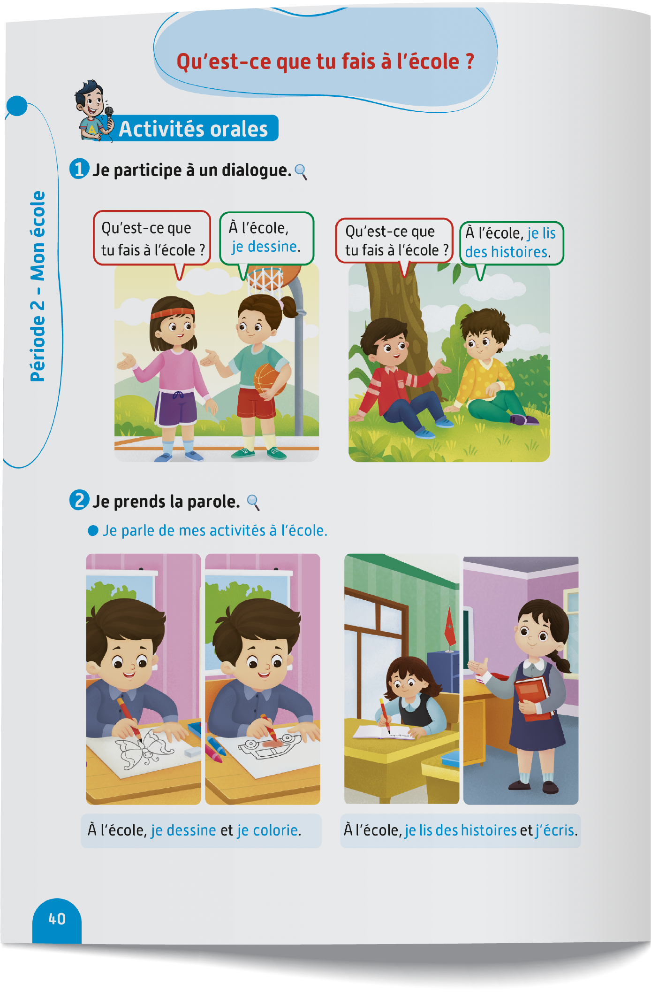 Qu'est-ce que tu fais à l'école ?
A
Activités orales
1 Je participe à un dialogue.
Période 2 – Mon école
Qu'est-ce que
tu fais à l'école ?
À l'école,
je dessine.
Qu'est-ce que
tu fais à l'école ?
À l'école, je lis
des histoires.
2 Je prends la parole.
● Je parle de mes activités à l'école.
À l'école, je dessine et je colorie.
À l'école, je lis des histoires et j'écris.
40